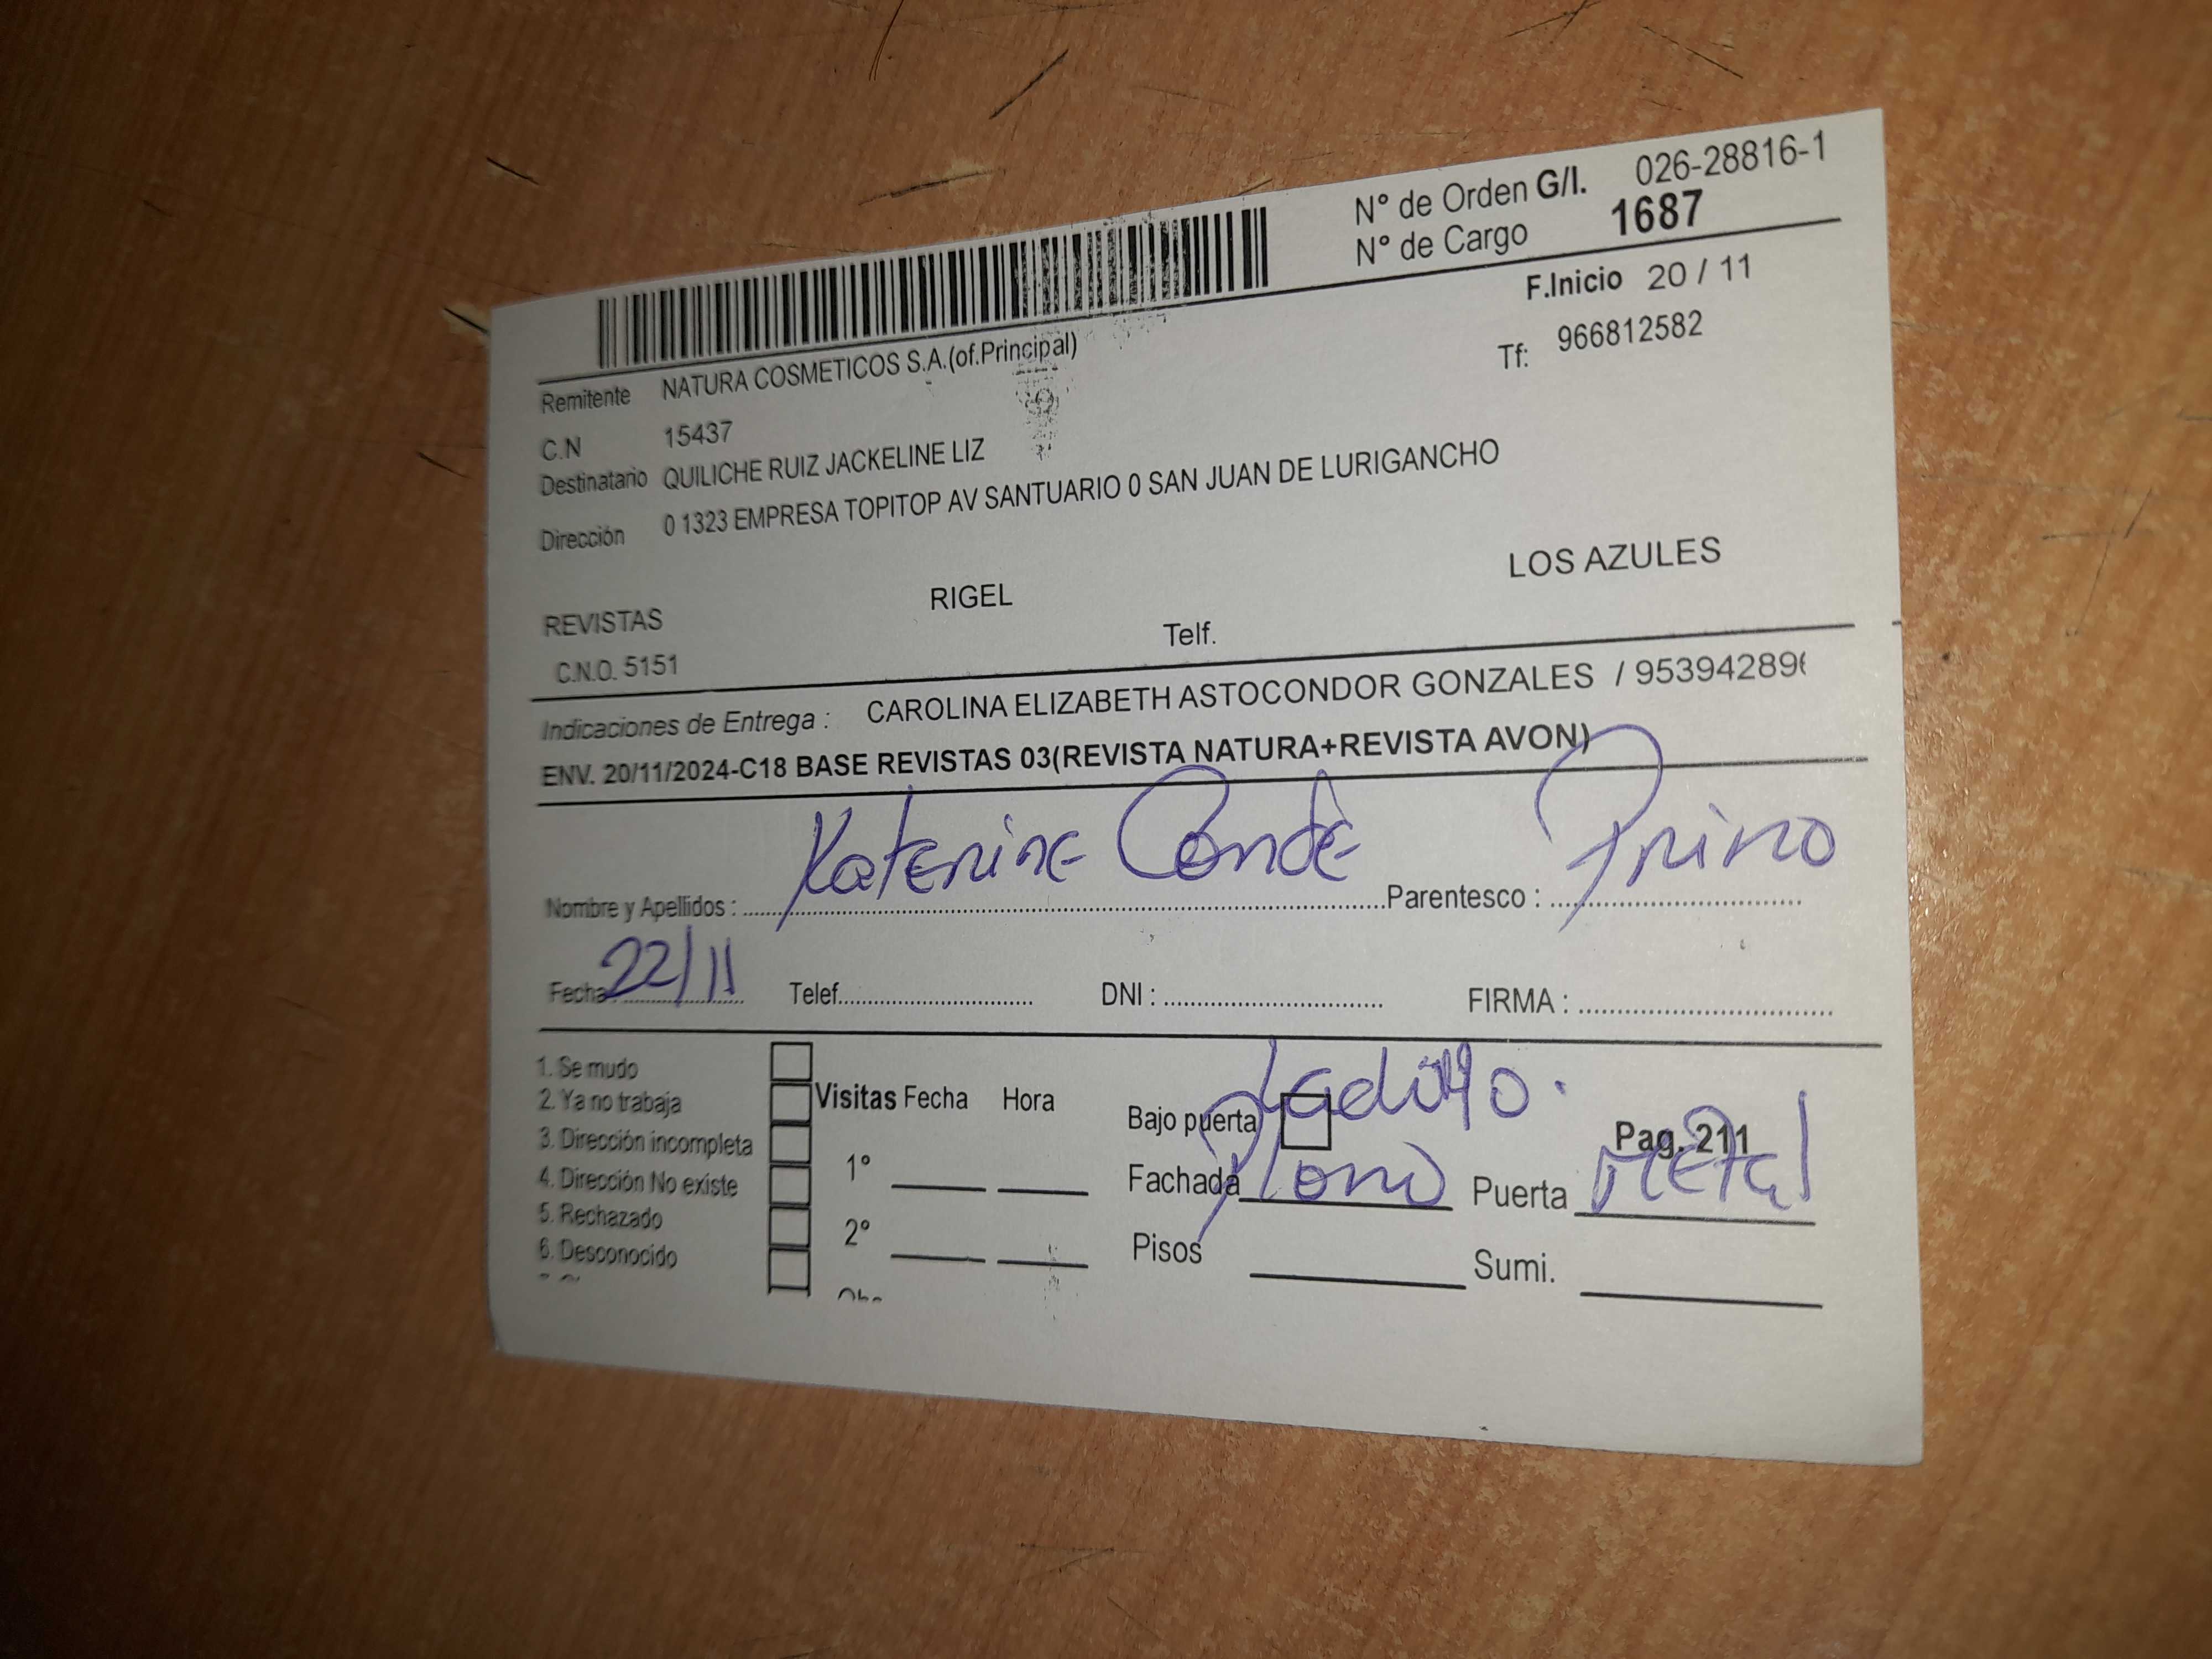 N° de Orden G/I. 026-28816-1
N° de Cargo 1687
F.Inicio 20 / 11
Remitente NATURA COSMETICOS S.A.(of.Principal)
Tf: 966812582
C.N 15437
Destinatario QUILICHE RUIZ JACKELINE LIZ
Dirección 0 1323 EMPRESA TOPITOP AV SANTUARIO 0 SAN JUAN DE LURIGANCHO
REVISTAS RIGEL LOS AZULES
C.N.O. 5151 Telf.
Indicaciones de Entrega : CAROLINA ELIZABETH ASTOCONDOR GONZALES / 95394289
ENV. 20/11/2024-C18 BASE REVISTAS 03(REVISTA NATURA+REVISTA AVON)
Nombre y Apellidos : Katerine Conde Parentesco : Primo
Fecha: 22/11 Telef. DNI : FIRMA :
1. Se mudo
2. Ya no trabaja
3. Dirección incompleta
4. Dirección No existe
5. Rechazado
6. Desconocido
Visitas Fecha Hora
1°
2°
Ladrillo.
Bajo puerta Pag. 211
Fachada Plomo Puerta Metal
Pisos Sumi.